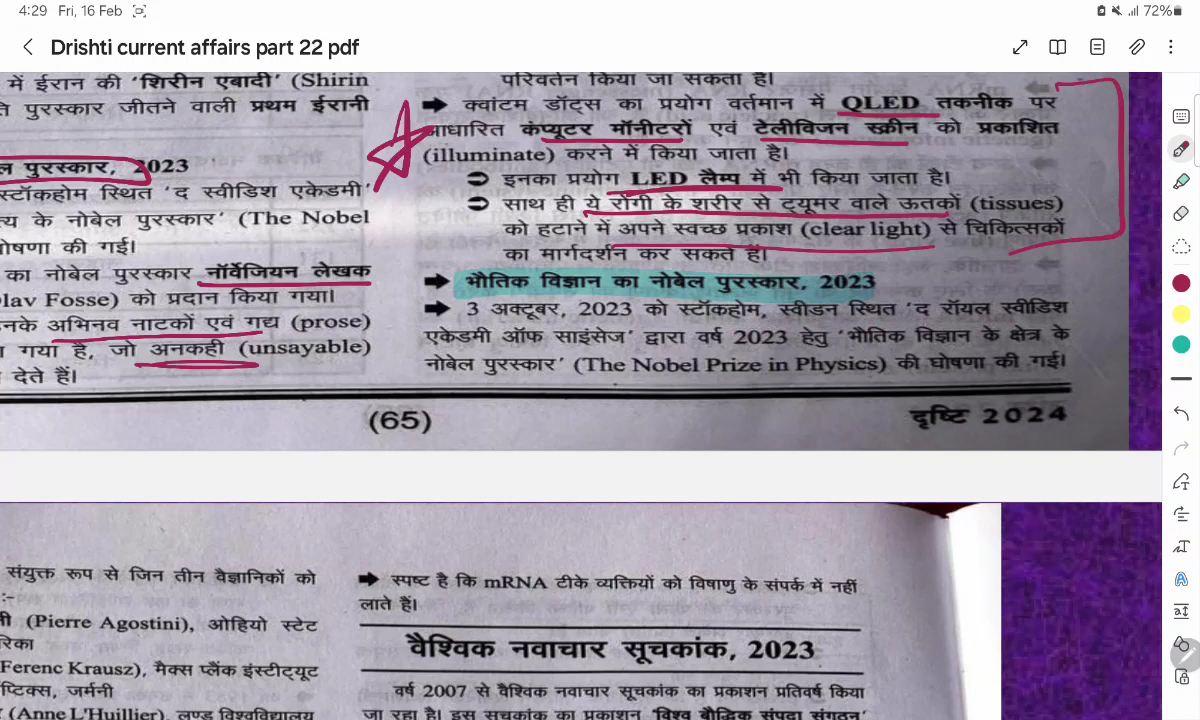 4:29 Fri, 16 Feb
72%
Drishti current affairs part 22 pdf
में ईरान की 'शिरीन एबादी' (Shirin
पुरस्कार जीतने वाली प्रथम ईरानी
पुरस्कार, 2023
स्टॉकहोम स्थित 'द स्वीडिश एकेडमी'
के नोबेल पुरस्कार' (The Nobel
की गई।
का नोबेल पुरस्कार नॉर्वेजियन लेखक
Fosse) को प्रदान किया गया।
अभिनव नाटकों एवं गद्य (prose)
गया है, जो अनकही (unsayable)
देते हैं।
परिवर्तन किया जा सकता है।
➡ क्वांटम डॉट्स का प्रयोग वर्तमान में QLED तकनीक पर
आधारित कंप्यूटर मॉनीटरों एवं टेलीविजन स्क्रीन को प्रकाशित
(illuminate) करने में किया जाता है।
⮊ इनका प्रयोग LED लैम्प में भी किया जाता है।
⮊ साथ ही ये रोगी के शरीर से ट्यूमर वाले ऊतकों (tissues)
को हटाने में अपने स्वच्छ प्रकाश (clear light) से चिकित्सकों
का मार्गदर्शन कर सकते हैं।
➡ भौतिक विज्ञान का नोबेल पुरस्कार, 2023
➡ 3 अक्टूबर, 2023 को स्टॉकहोम, स्वीडन स्थित 'द रॉयल स्वीडिश
एकेडमी ऑफ साइंसेज' द्वारा वर्ष 2023 हेतु 'भौतिक विज्ञान के क्षेत्र के
नोबेल पुरस्कार' (The Nobel Prize in Physics) की घोषणा की गई।
(65)
दृष्टि 2024
संयुक्त रूप से जिन तीन वैज्ञानिकों को
:-
(Pierre Agostini), ओहियो स्टेट
Ferenc Krausz), मैक्स प्लैंक इंस्टीट्यूट
जर्मनी
(Anne L'Huillier), लुण्ड विश्वविद्यालय
➡ स्पष्ट है कि mRNA टीके व्यक्तियों को विषाणु के संपर्क में नहीं
लाते हैं।
वैश्विक नवाचार सूचकांक, 2023
वर्ष 2007 से वैश्विक नवाचार सूचकांक का प्रकाशन प्रतिवर्ष किया
जा रहा है। इस सूचकांक का प्रकाशन 'विश्व बौद्धिक संपदा संगठन'